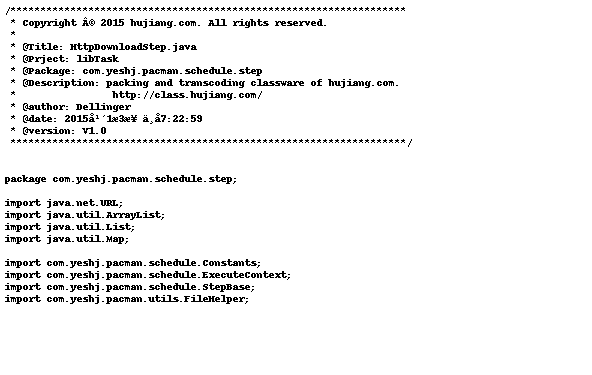 /******************************************************************
 * Copyright Â© 2015 hujiang.com. All rights reserved.
 *
 * @Title: HttpDownloadStep.java
 * @Prject: libTask
 * @Package: com.yeshj.pacman.schedule.step
 * @Description: packing and transcoding classware of hujiang.com.
 *                http://class.hujiang.com/
 * @author: Dellinger
 * @date: 2015å¹´1æ3æ¥ ä¸å7:22:59
 * @version: V1.0
 ******************************************************************/
package com.yeshj.pacman.schedule.step;
import java.net.URL;
import java.util.ArrayList;
import java.util.List;
import java.util.Map;
import com.yeshj.pacman.schedule.Constants;
import com.yeshj.pacman.schedule.ExecuteContext;
import com.yeshj.pacman.schedule.StepBase;
import com.yeshj.pacman.utils.FileHelper;